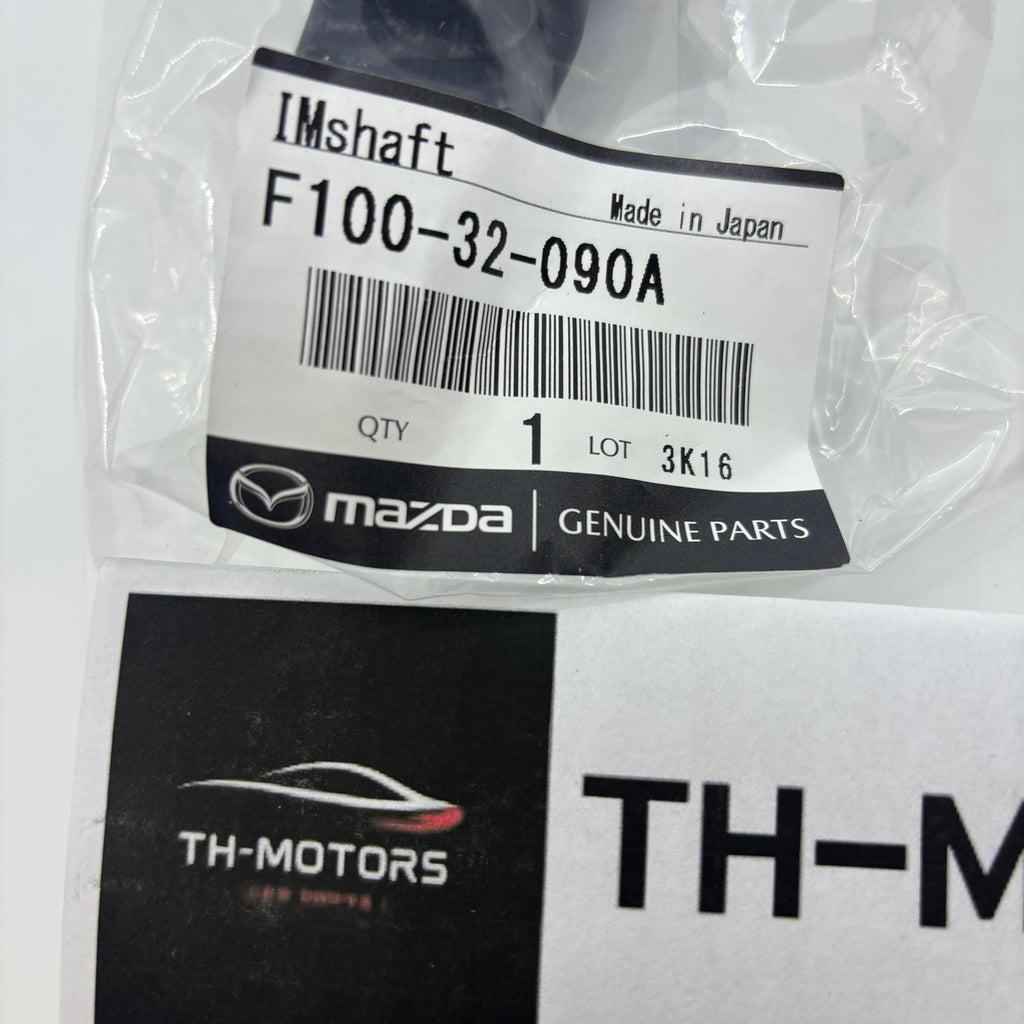 IMshaft
Made in Japan
F100-32-090A
QTY 1 LOT 3K16
mazda | GENUINE PARTS
TH-MOTORS
TH-M